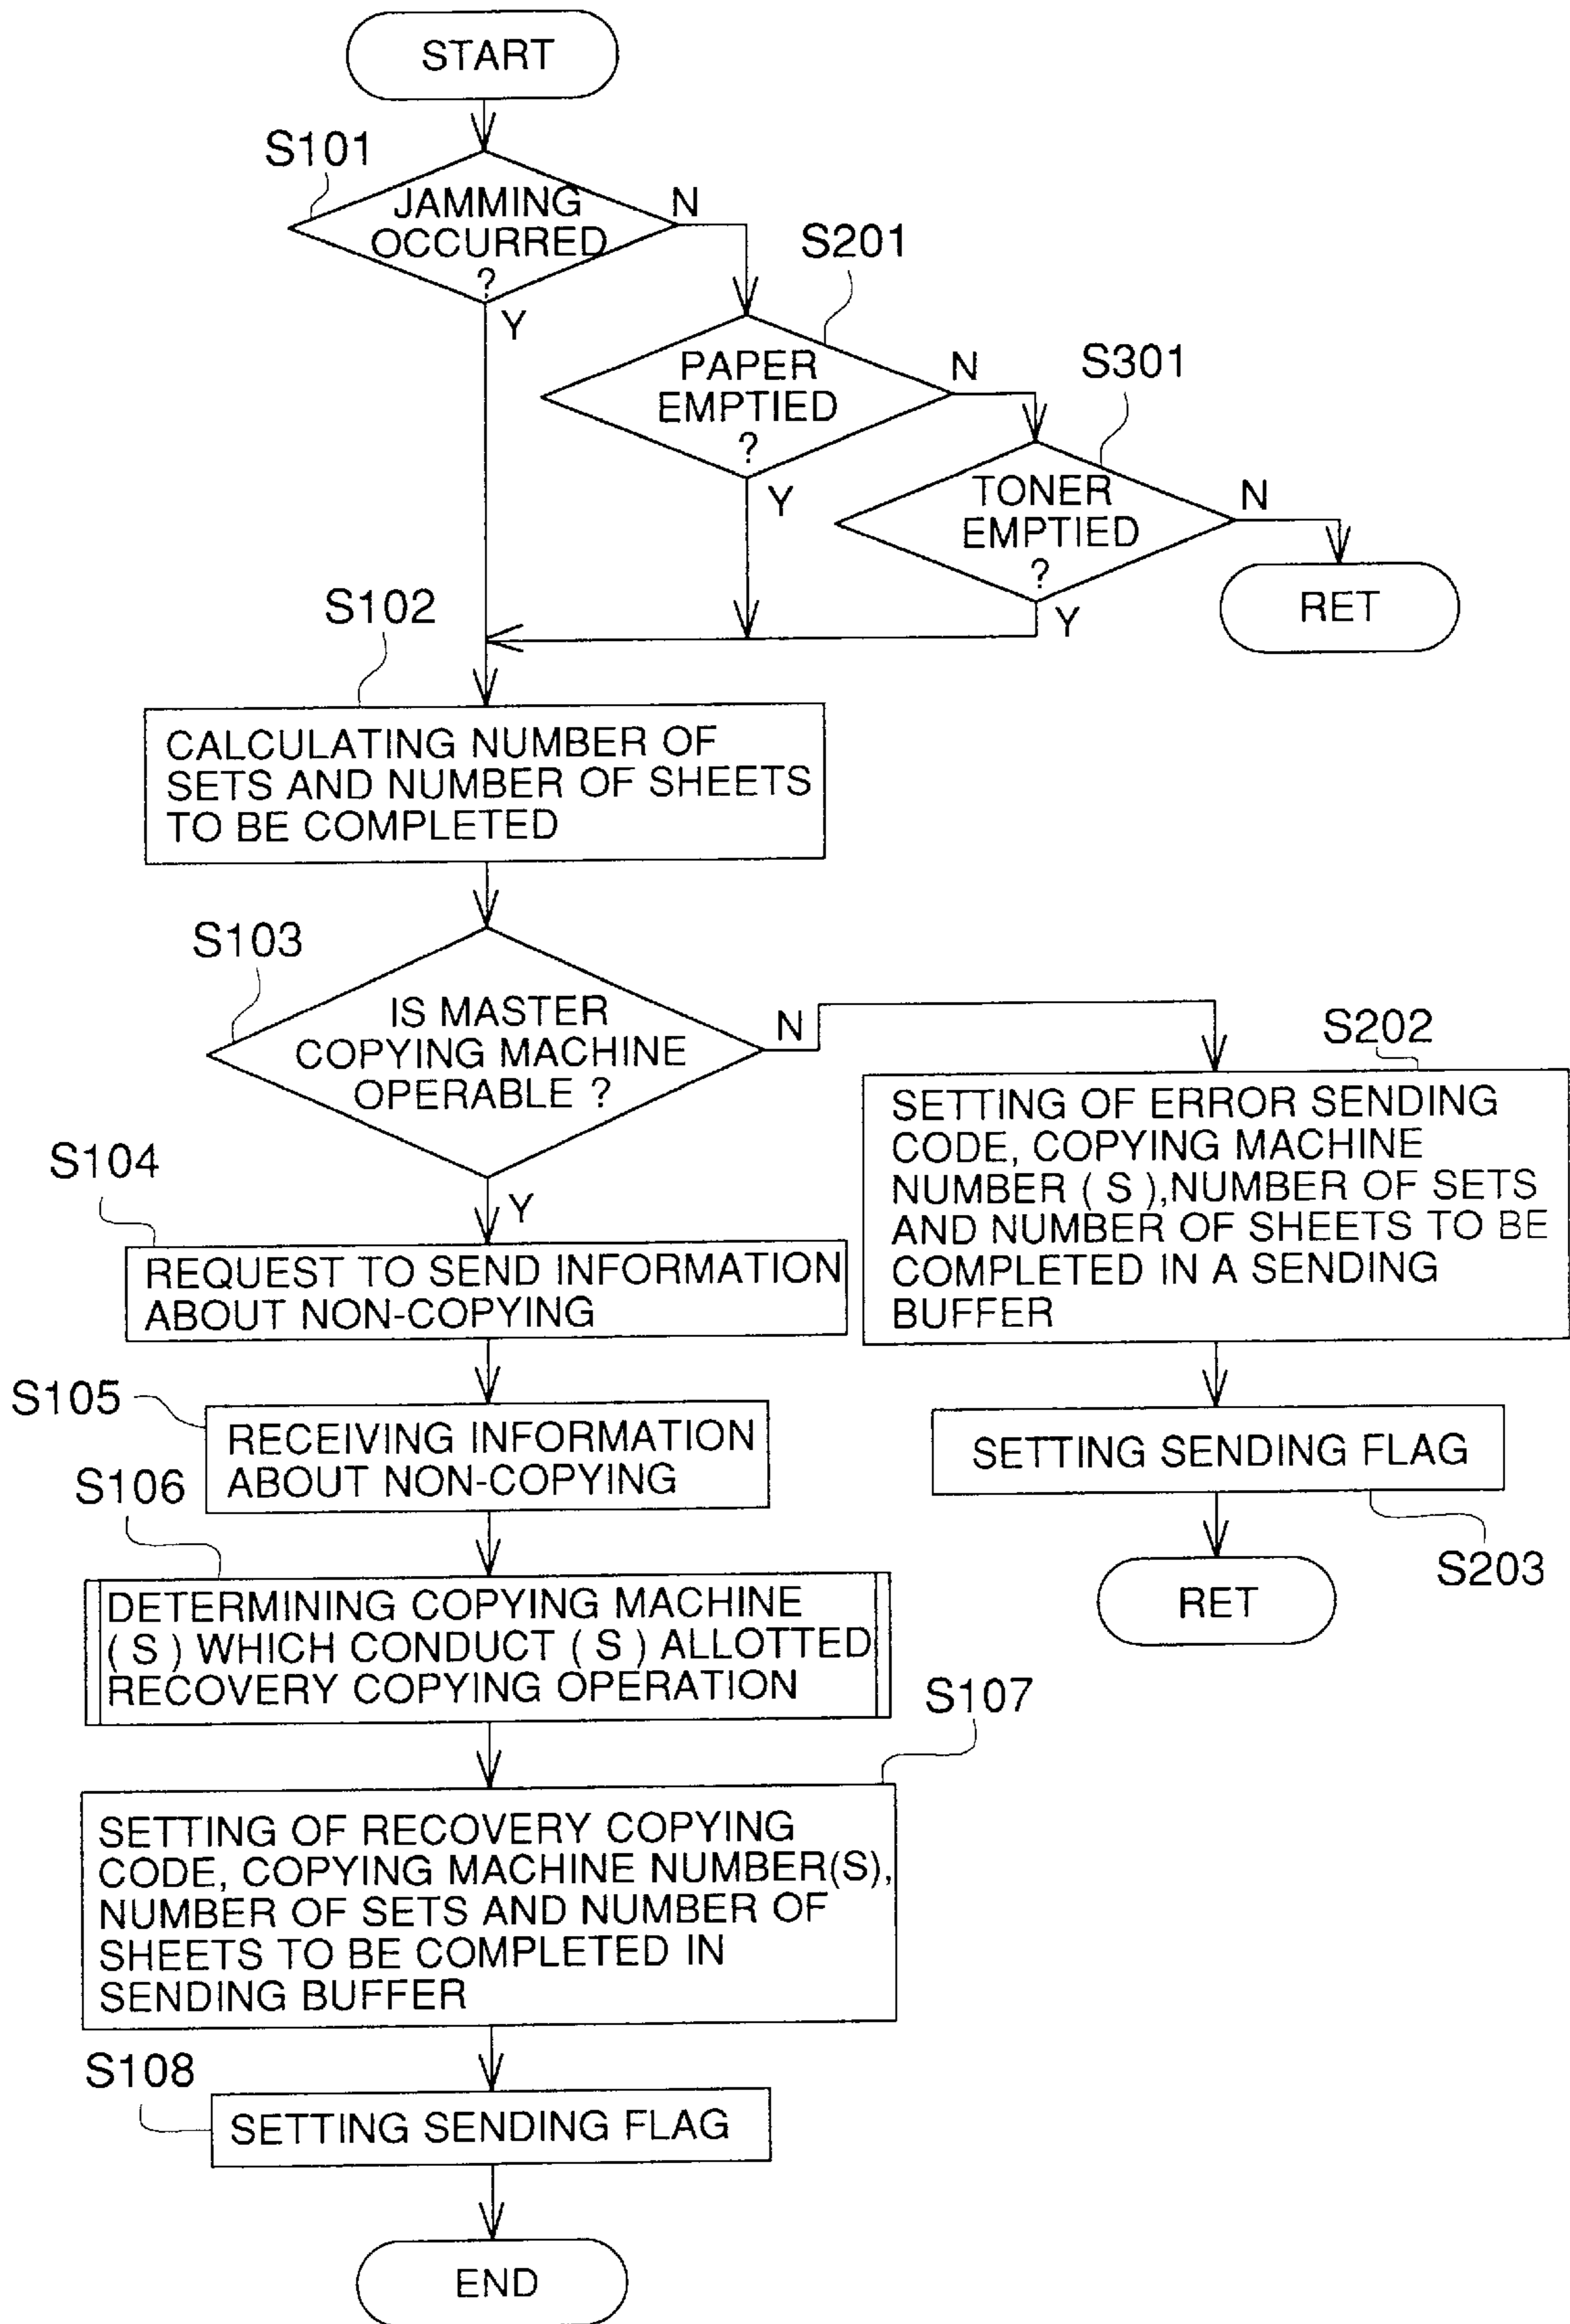 START
S101
JAMMING
OCCURRED
?
N
Y
S201
PAPER
EMPTIED
?
N
Y
S301
TONER
EMPTIED
?
N
Y
RET
S102
CALCULATING NUMBER OF
SETS AND NUMBER OF SHEETS
TO BE COMPLETED
S103
IS MASTER
COPYING MACHINE
OPERABLE ?
N
Y
S202
SETTING OF ERROR SENDING
CODE, COPYING MACHINE
NUMBER ( S ),NUMBER OF SETS
AND NUMBER OF SHEETS TO BE
COMPLETED IN A SENDING
BUFFER
SETTING SENDING FLAG
S203
RET
S104
REQUEST TO SEND INFORMATION
ABOUT NON-COPYING
S105
RECEIVING INFORMATION
ABOUT NON-COPYING
S106
DETERMINING COPYING MACHINE
( S ) WHICH CONDUCT ( S ) ALLOTTED
RECOVERY COPYING OPERATION
S107
SETTING OF RECOVERY COPYING
CODE, COPYING MACHINE NUMBER(S),
NUMBER OF SETS AND NUMBER OF
SHEETS TO BE COMPLETED IN
SENDING BUFFER
S108
SETTING SENDING FLAG
END